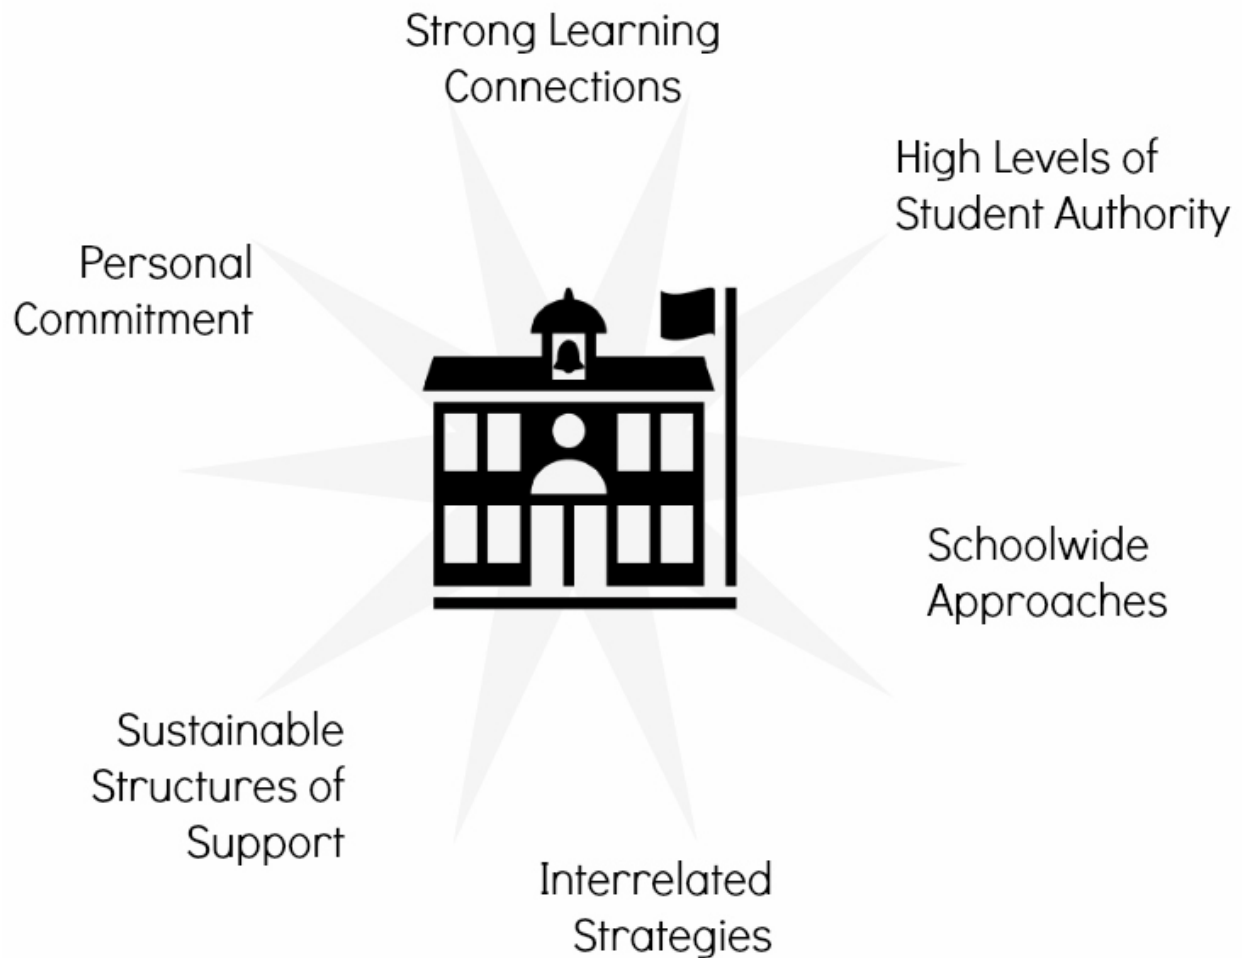 Strong Learning
Connections
High Levels of
Student Authority
Personal
Commitment
Schoolwide
Approaches
Sustainable
Structures of
Support
Interrelated
Strategies